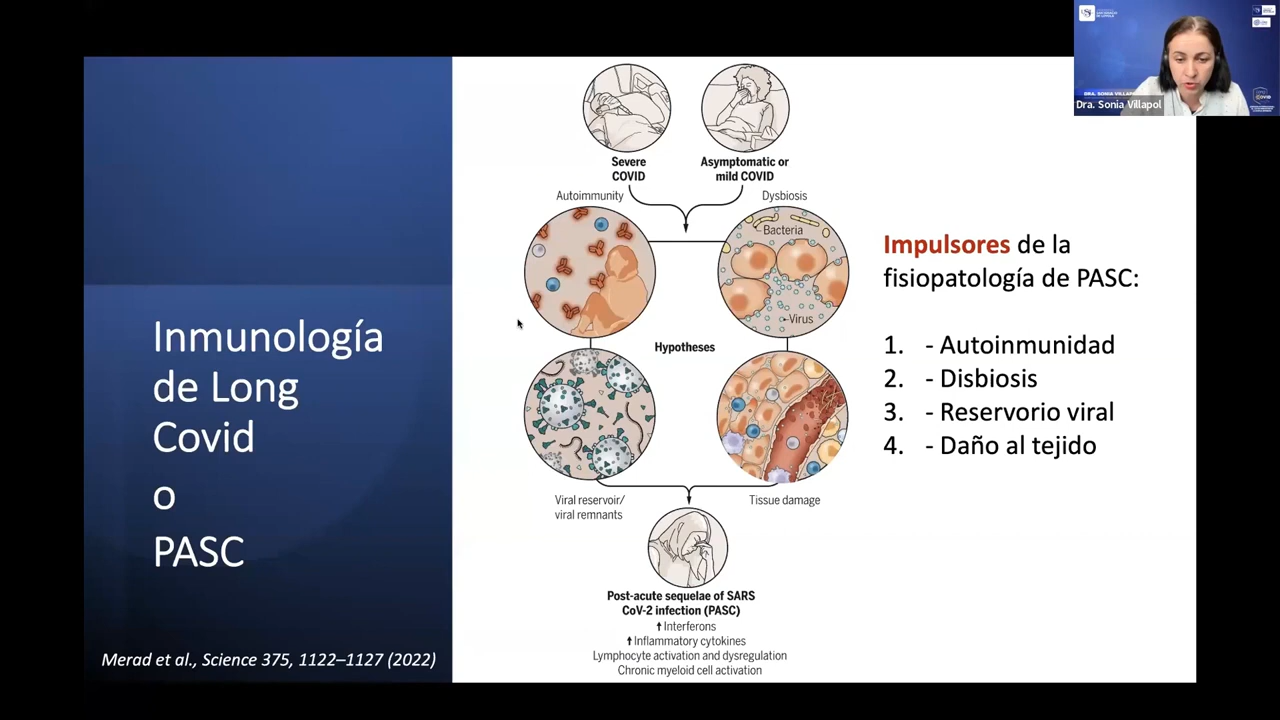 Inmunología
de Long
Covid
o
PASC
Merad et al., Science 375, 1122–1127 (2022)
Severe
COVID
Asymptomatic or
mild COVID
Autoimmunity
Dysbiosis
Bacteria
Virus
Hypotheses
Viral reservoir/
viral remnants
Tissue damage
Post-acute sequelae of SARS
CoV-2 infection (PASC)
⬆ Interferons
⬆ Inflammatory cytokines
Lymphocyte activation and dysregulation
Chronic myeloid cell activation
Impulsores de la
fisiopatología de PASC:
1. - Autoinmunidad
2. - Disbiosis
3. - Reservorio viral
4. - Daño al tejido
DRA. SONIA VILLAP
Dra. Sonia Villapol